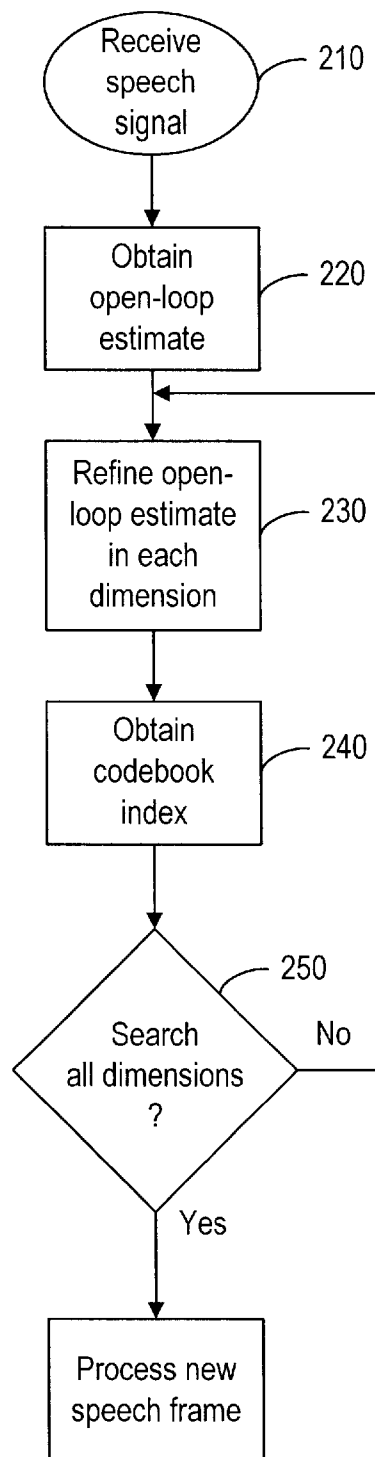 Receive
speech
signal
210
Obtain
open-loop
estimate
220
Refine open-
loop estimate
in each
dimension
230
Obtain
codebook
index
240
250
Search
all dimensions
?
No
Yes
Process new
speech frame